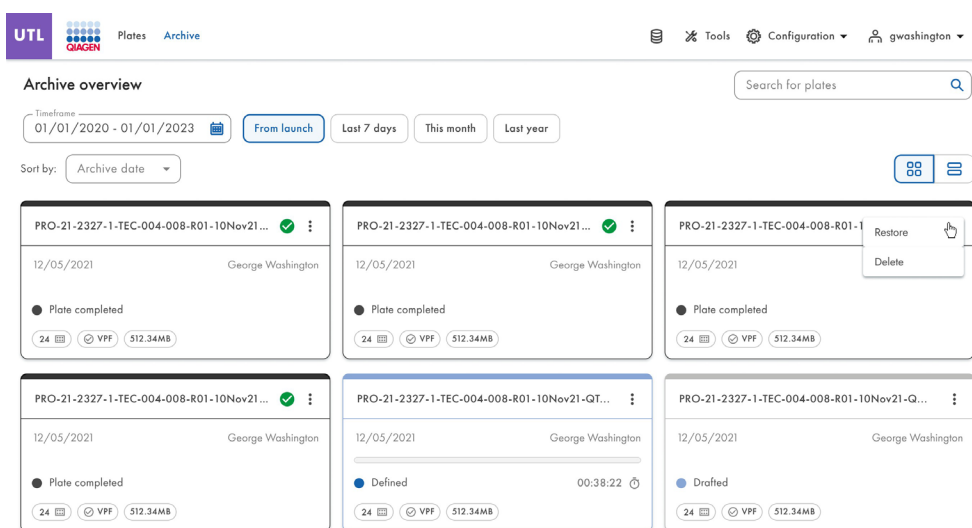 UTL QIAGEN Plates Archive Tools Configuration gwashington
Archive overview
Search for plates
Timeframe
01/01/2020 - 01/01/2023 From launch Last 7 days This month Last year
Sort by: Archive date
PRO-21-2327-1-TEC-004-008-R01-10Nov21... PRO-21-2327-1-TEC-004-008-R01-10Nov21... PRO-21-2327-1-TEC-004-008-R01-1
Restore
Delete
12/05/2021 George Washington 12/05/2021 George Washington 12/05/2021
Plate completed Plate completed Plate completed
24 VPF 512.34MB 24 VPF 512.34MB 24 VPF 512.34MB
PRO-21-2327-1-TEC-004-008-R01-10Nov21... PRO-21-2327-1-TEC-004-008-R01-10Nov21-QT... PRO-21-2327-1-TEC-004-008-R01-10Nov21-Q...
12/05/2021 George Washington 12/05/2021 George Washington 12/05/2021 George Washington
Plate completed Defined 00:38:22 Drafted
24 VPF 512.34MB 24 VPF 512.34MB 24 VPF 512.34MB